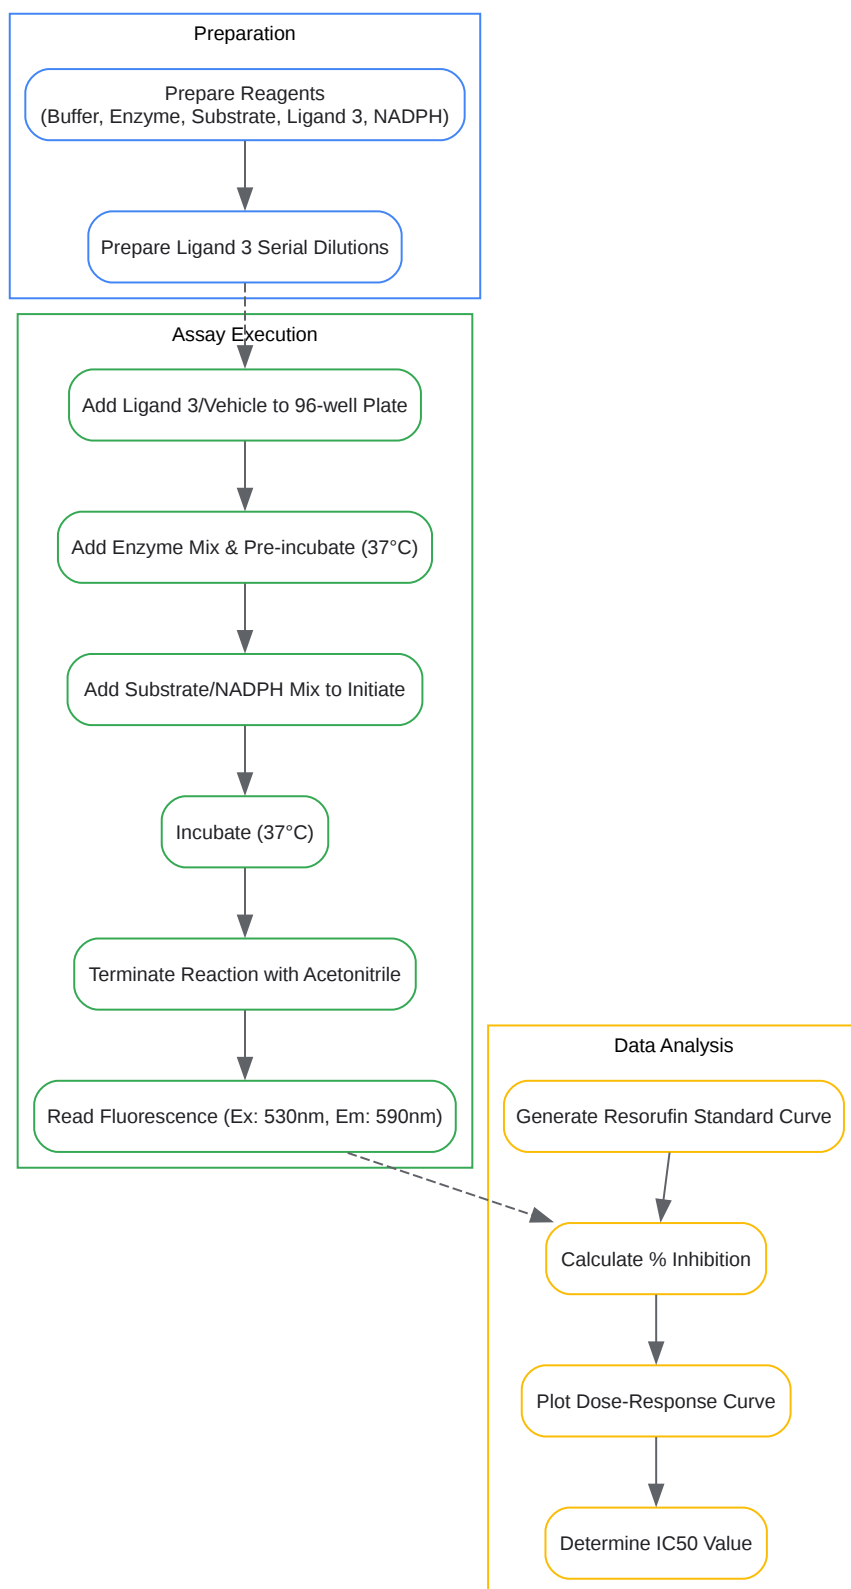 Preparation
Prepare Reagents
(Buffer, Enzyme, Substrate, Ligand 3, NADPH)
Prepare Ligand 3 Serial Dilutions
Assay Execution
Add Ligand 3/Vehicle to 96-well Plate
Add Enzyme Mix & Pre-incubate (37°C)
Add Substrate/NADPH Mix to Initiate
Incubate (37°C)
Terminate Reaction with Acetonitrile
Read Fluorescence (Ex: 530nm, Em: 590nm)
Data Analysis
Generate Resorufin Standard Curve
Calculate % Inhibition
Plot Dose-Response Curve
Determine IC50 Value